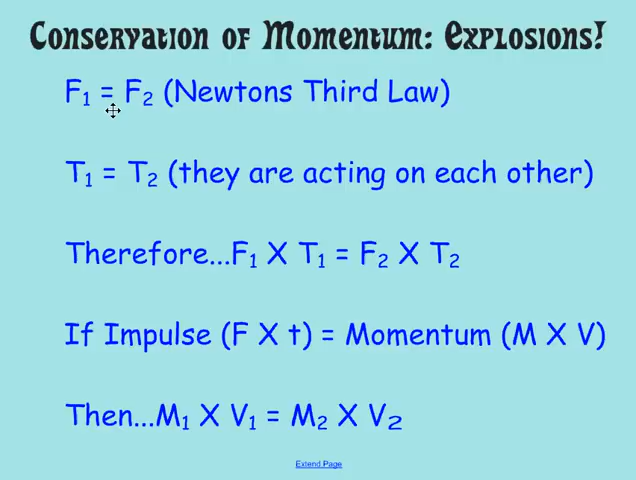 Conservation of Momentum: Explosions!
F₁ = F₂ (Newtons Third Law)
T₁ = T₂ (they are acting on each other)
Therefore...F₁ X T₁ = F₂ X T₂
If Impulse (F X t) = Momentum (M X V)
Then...M₁ X V₁ = M₂ X V₂
Extend Page